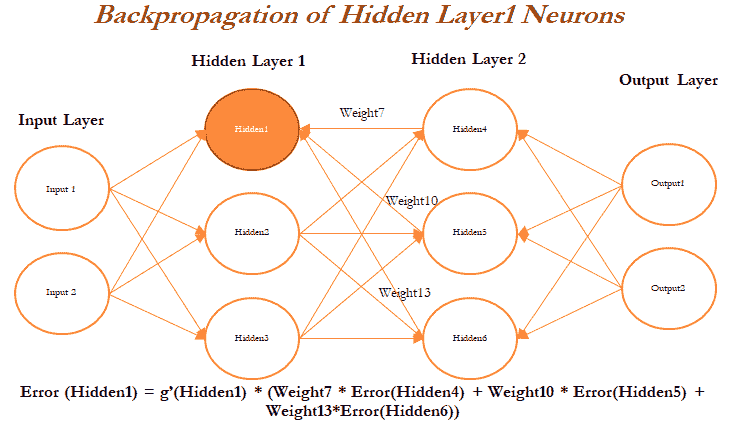 Backpropagation of Hidden Layer1 Neurons
Hidden Layer 1
Hidden Layer 2
Output Layer
Input Layer
Weight7
Hidden1
Hidden4
Input 1
Output1
Weight10
Hidden2
Hidden5
Input 2
Output2
Weight13
Hidden3
Hidden6
Error (Hidden1) = g’(Hidden1) * (Weight7 * Error(Hidden4) + Weight10 * Error(Hidden5) +
Weight13*Error(Hidden6))